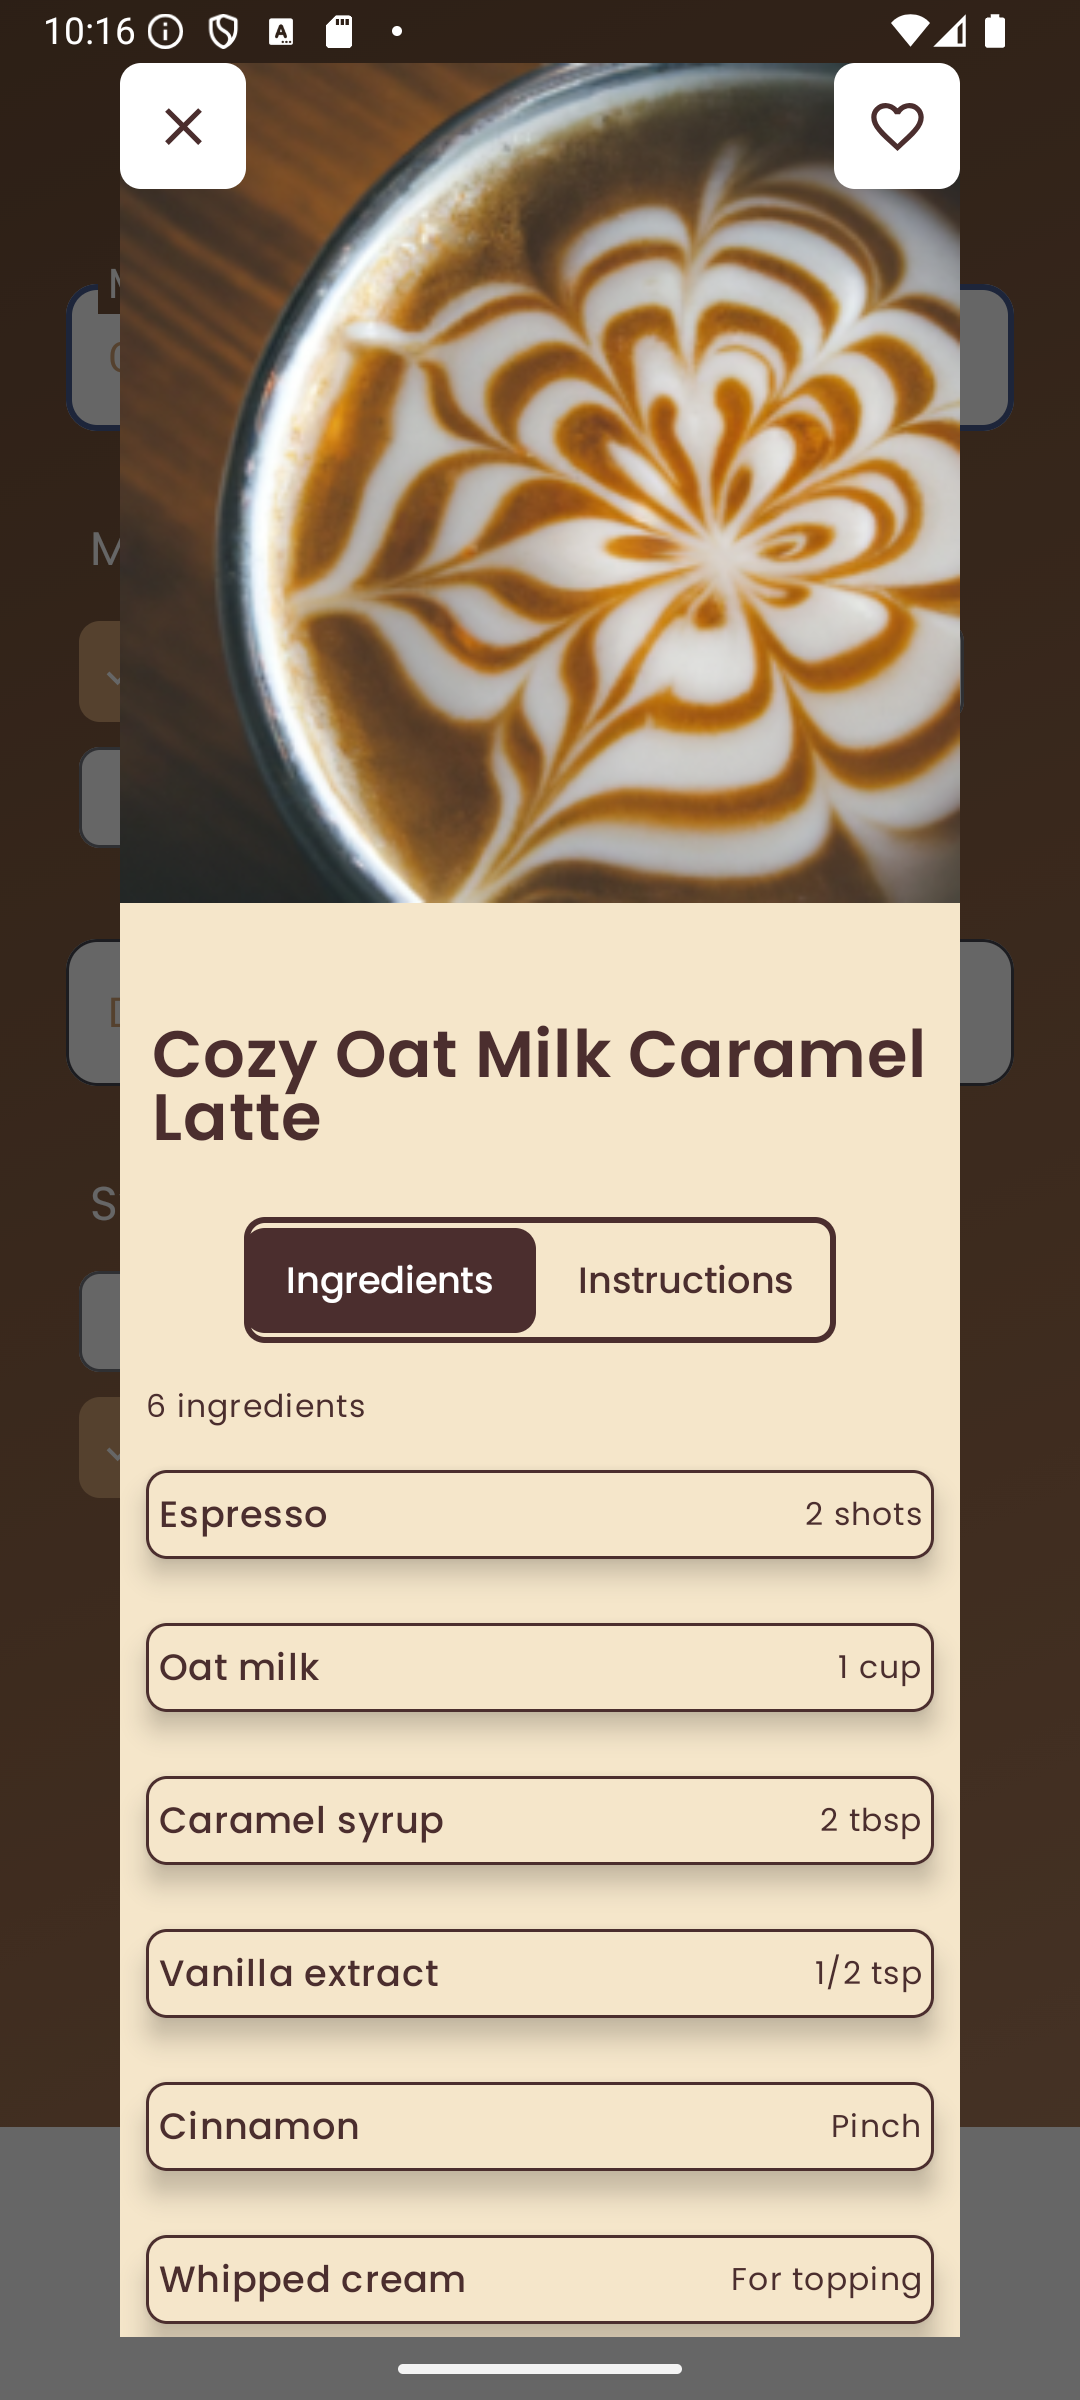 10:16
Cozy Oat Milk Caramel
Latte
Ingredients
Instructions
6 ingredients
Espresso
2 shots
Oat milk
1 cup
Caramel syrup
2 tbsp
Vanilla extract
1/2 tsp
Cinnamon
Pinch
Whipped cream
For topping